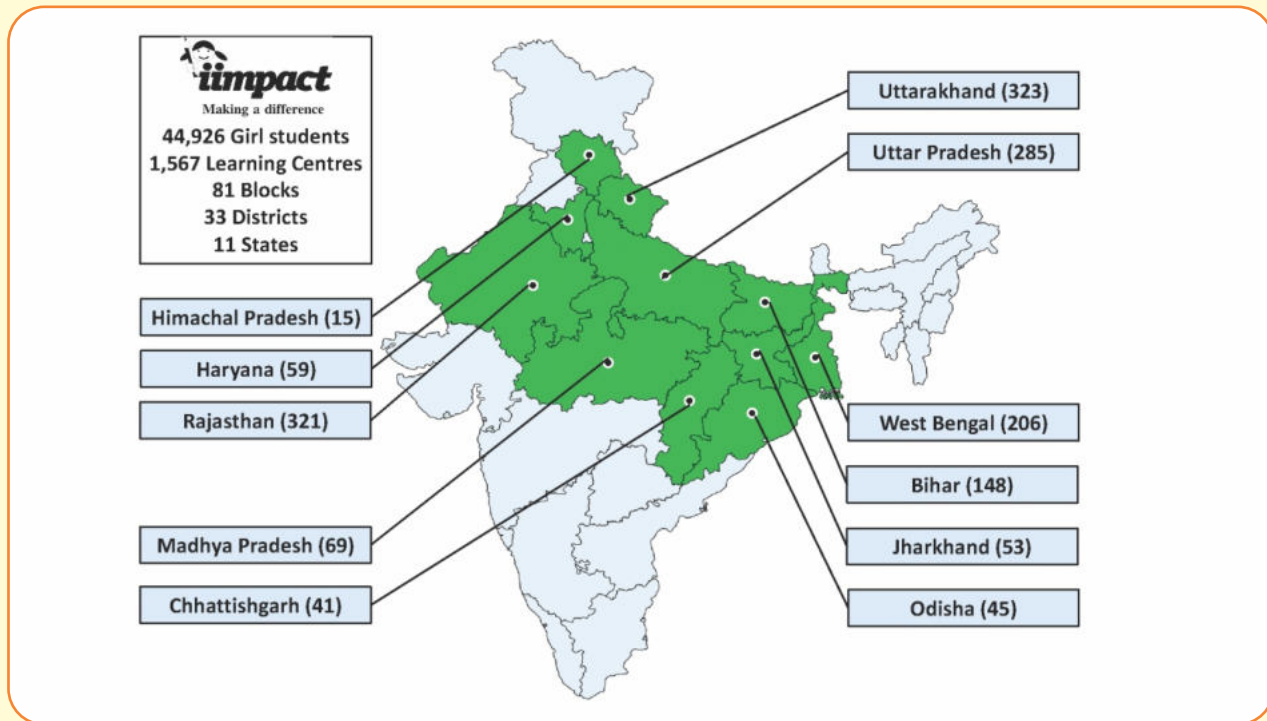 iimpact
Making a difference
44,926 Girl students
1,567 Learning Centres
81 Blocks
33 Districts
11 States
Himachal Pradesh (15)
Haryana (59)
Rajasthan (321)
Madhya Pradesh (69)
Chhattishgarh (41)
Uttarakhand (323)
Uttar Pradesh (285)
West Bengal (206)
Bihar (148)
Jharkhand (53)
Odisha (45)